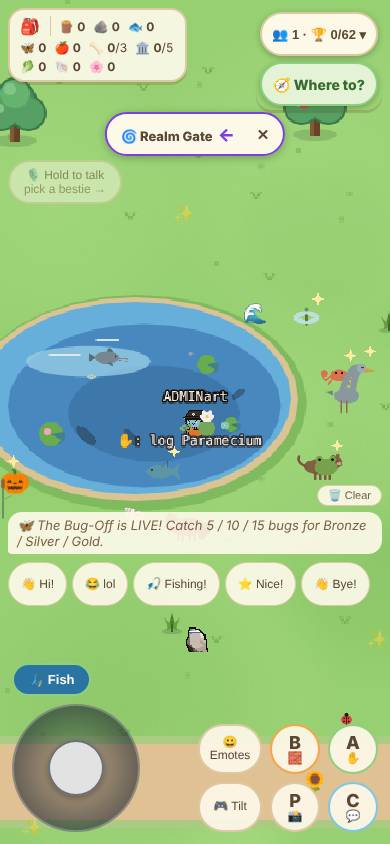 0 0 0
0 0 0/3 0/5
0 0 0
1 · 0/62 ▾
Where to?
Realm Gate ← ✕
Hold to talk
pick a bestie →
ADMINart
: log Paramecium
Clear
The Bug-Off is LIVE! Catch 5 / 10 / 15 bugs for Bronze
/ Silver / Gold.
Hi! lol Fishing! Nice! Bye!
Fish
Emotes
B
A
Tilt
P
C